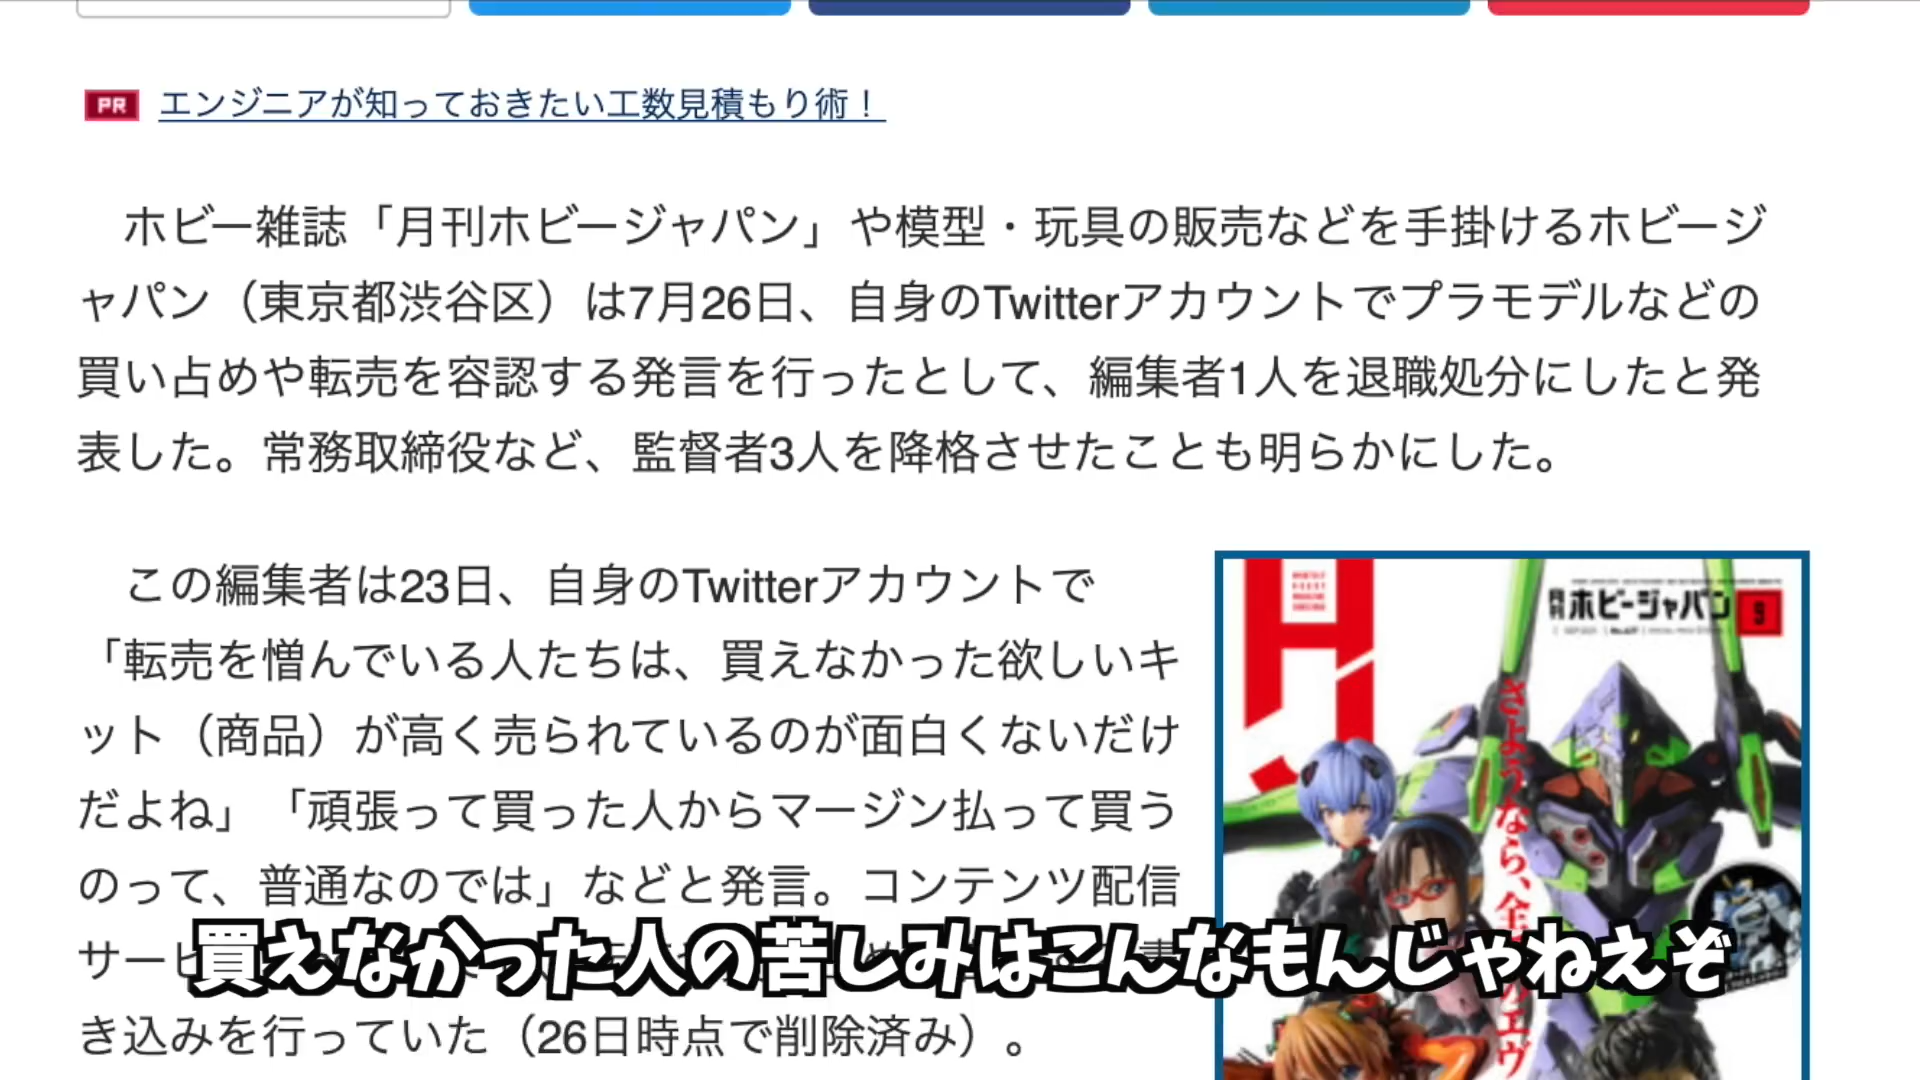 PR エンジニアが知っておきたい工数見積もり術！
ホビー雑誌「月刊ホビージャパン」や模型・玩具の販売などを手掛けるホビージ
ャパン（東京都渋谷区）は7月26日、自身のTwitterアカウントでプラモデルなどの
買い占めや転売を容認する発言を行ったとして、編集者1人を退職処分にしたと発
表した。常務取締役など、監督者3人を降格させたことも明らかにした。
この編集者は23日、自身のTwitterアカウントで
「転売を憎んでいる人たちは、買えなかった欲しいキ
ット（商品）が高く売られているのが面白くないだけ
だよね」「頑張って買った人からマージン払って買う
のって、普通なのでは」などと発言。コンテンツ配信
サービ
き込みを行っていた（26日時点で削除済み）。
月刊ホビージャパン 9
さようなら、全
のエヴ
買えなかった人の苦しみはこんなもんじゃねえぞ